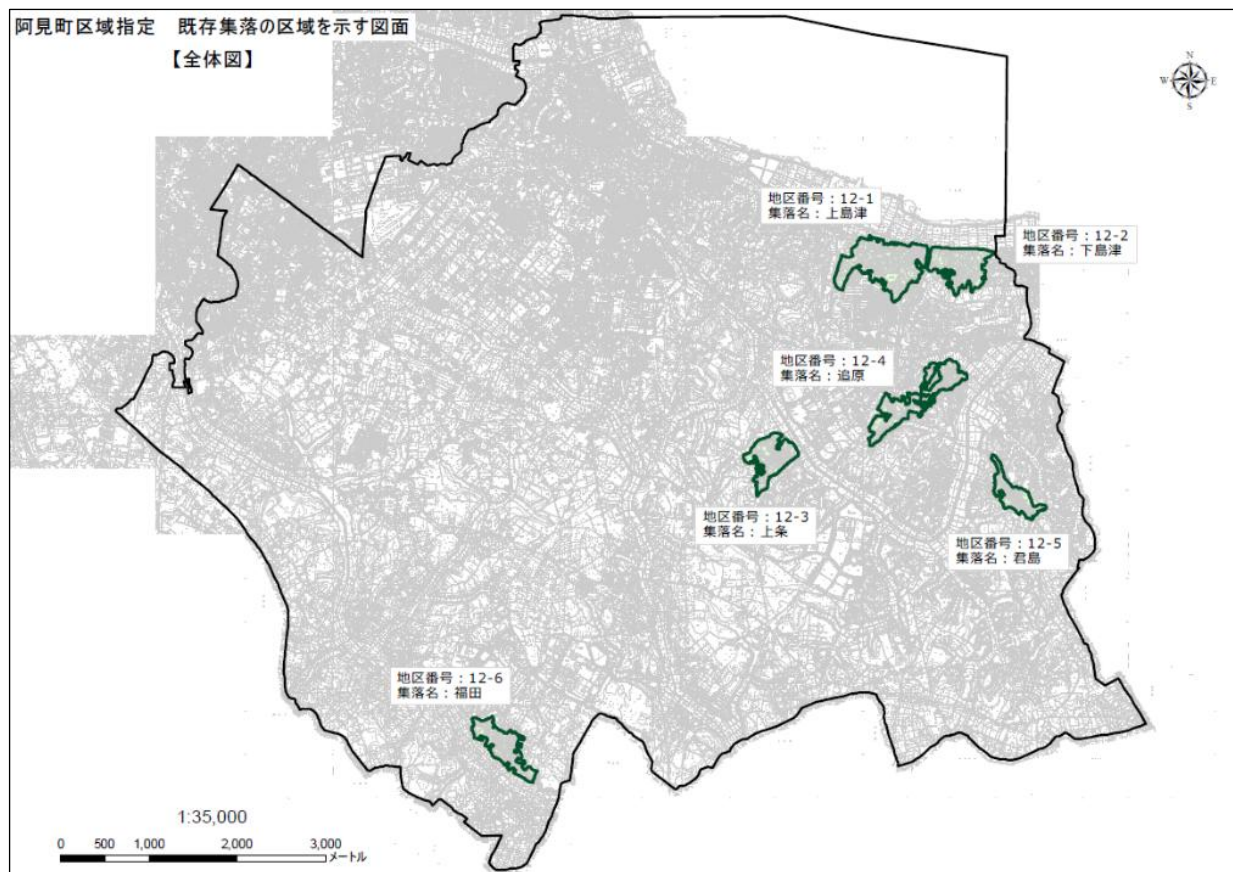 阿見町区域指定　既存集落の区域を示す図面
【全体図】
N
W E
S
地区番号：12-1
集落名：上島津
地区番号：12-2
集落名：下島津
地区番号：12-4
集落名：追原
地区番号：12-3
集落名：上条
地区番号：12-5
集落名：君島
地区番号：12-6
集落名：福田
1:35,000
0 500 1,000 2,000 3,000
メートル